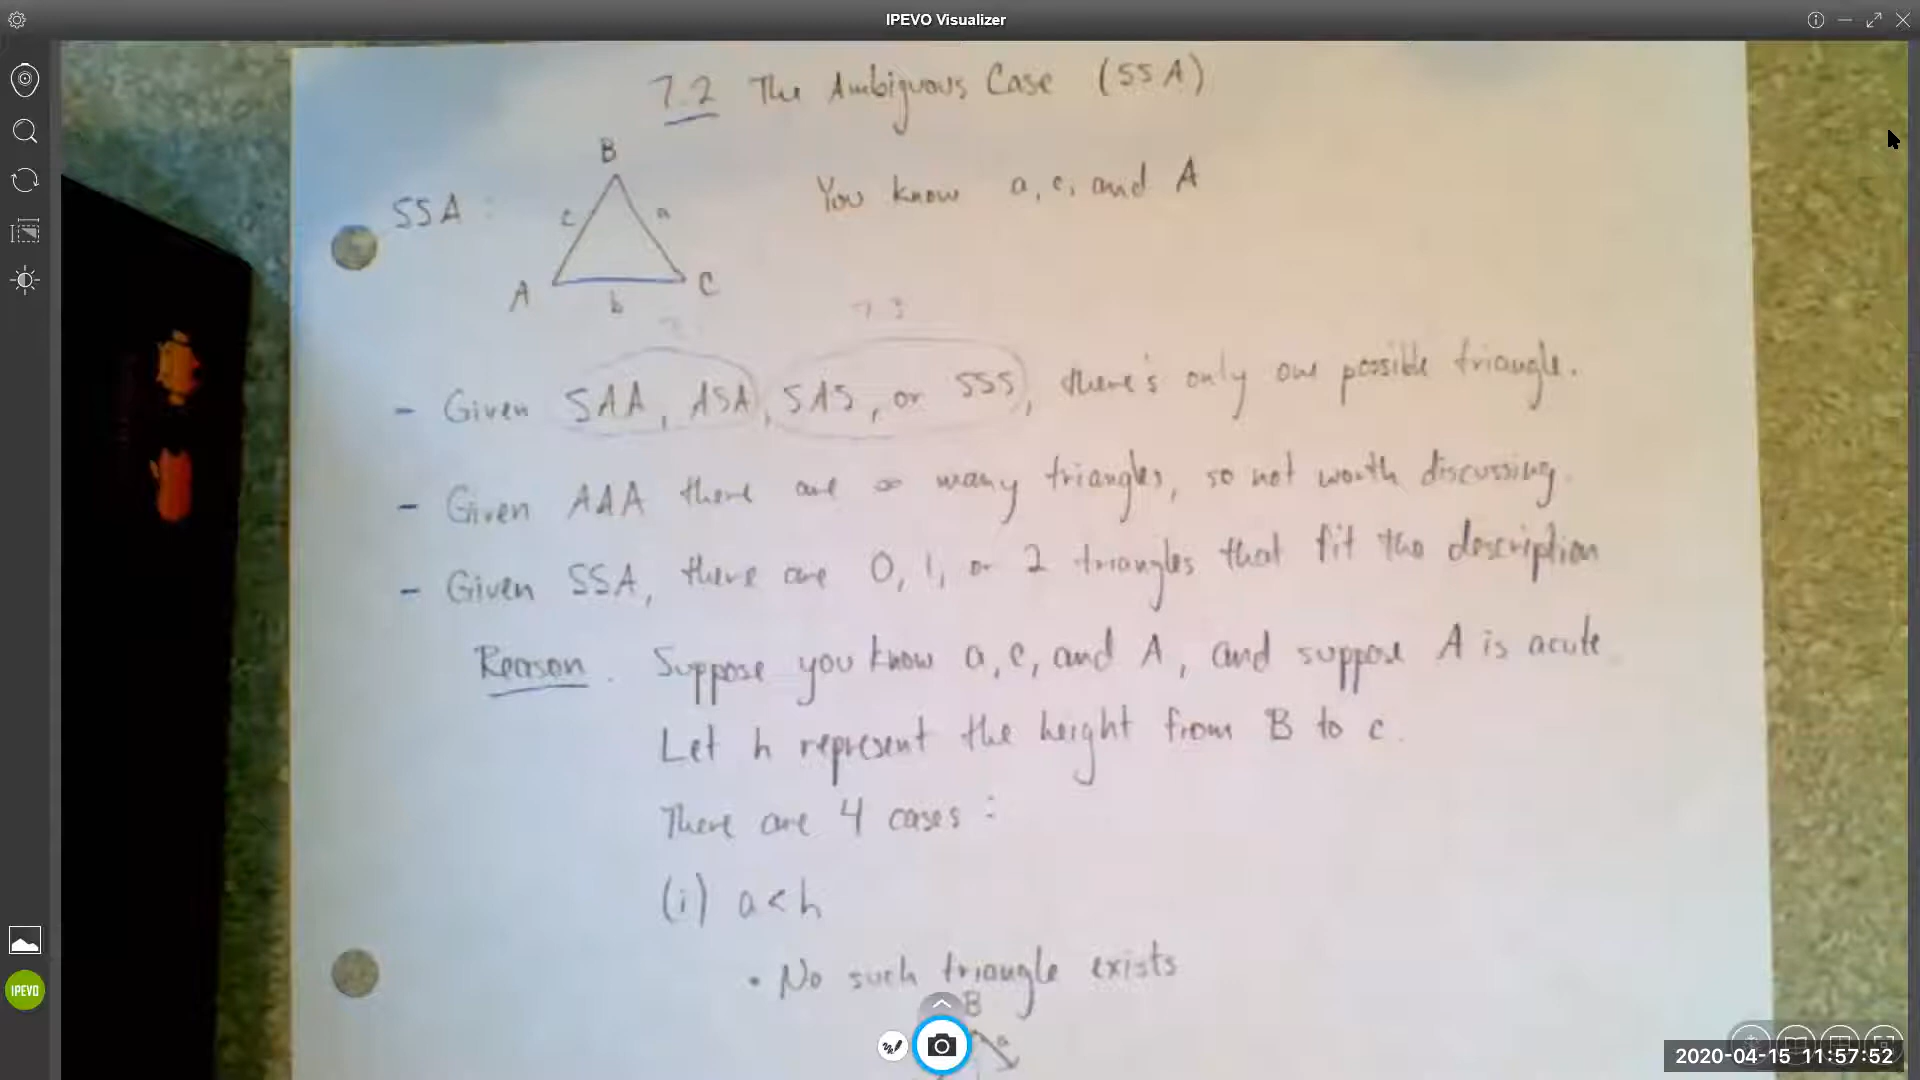 IPEVO Visualizer
7.2 The Ambiguous Case (SSA)
SSA:
B
You know a, c, and A
c a
A C
b
7.3
- Given SAA, ASA, SAS, or SSS, there's only one possible triangle.
- Given AAA there are ∞ many triangles, so not worth discussing.
- Given SSA, there are 0, 1, or 2 triangles that fit the description
Reason. Suppose you know a, c, and A, and suppose A is acute
Let h represent the height from B to c.
There are 4 cases:
(i) a<h
• No such triangle exists
B
a
IPEVO
2020-04-15 11:57:52